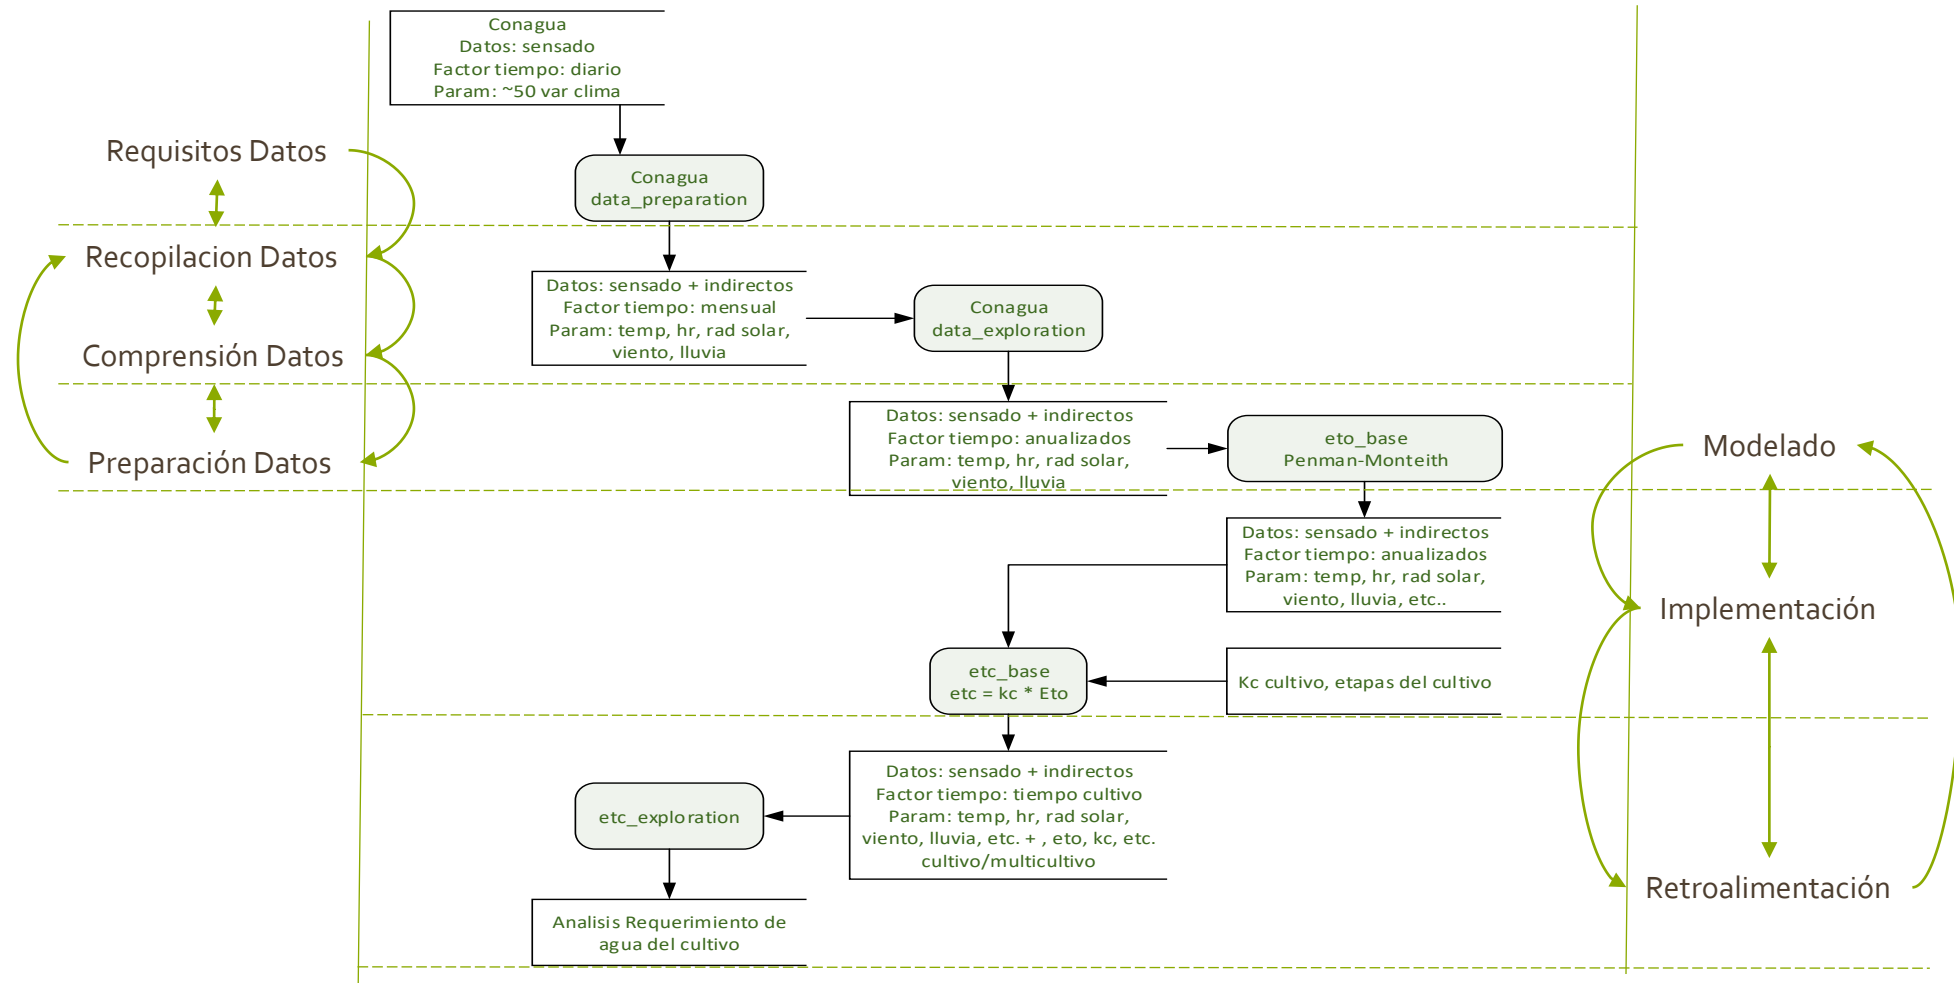 Conagua
Datos: sensado
Factor tiempo: diario
Param: ~50 var clima
Requisitos Datos
Conagua
data_preparation
Recopilacion Datos
Datos: sensado + indirectos
Factor tiempo: mensual
Param: temp, hr, rad solar,
viento, lluvia
Conagua
data_exploration
Comprensión Datos
Datos: sensado + indirectos
Factor tiempo: anualizados
Param: temp, hr, rad solar,
viento, lluvia
eto_base
Penman-Monteith
Modelado
Preparación Datos
Datos: sensado + indirectos
Factor tiempo: anualizados
Param: temp, hr, rad solar,
viento, lluvia, etc..
Implementación
etc_base
etc = kc * Eto
Kc cultivo, etapas del cultivo
Datos: sensado + indirectos
Factor tiempo: tiempo cultivo
Param: temp, hr, rad solar,
viento, lluvia, etc. + , eto, kc, etc.
cultivo/multicultivo
etc_exploration
Retroalimentación
Analisis Requerimiento de
agua del cultivo